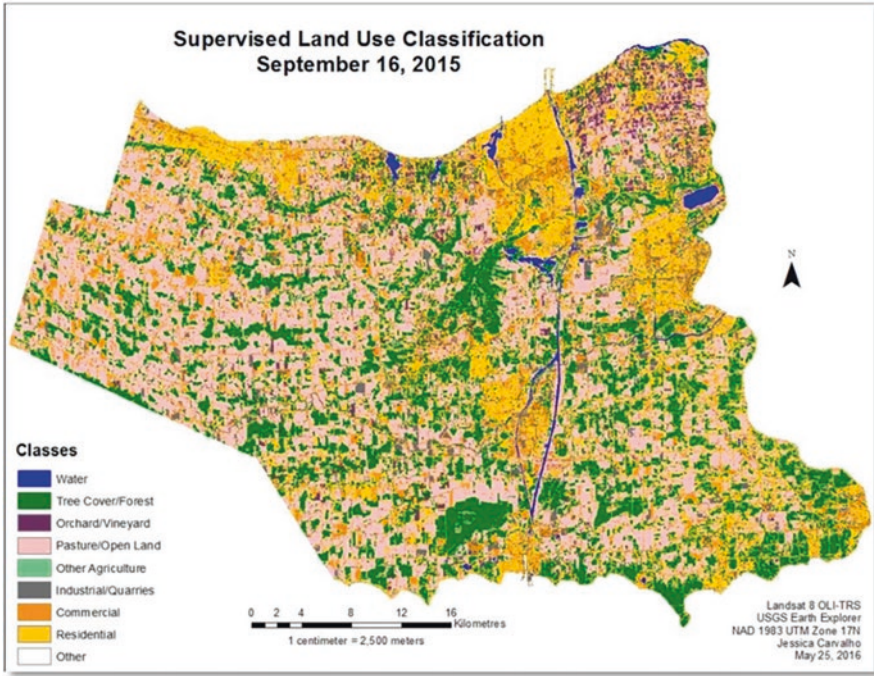 Supervised Land Use Classification
September 16, 2015
N
Classes
Water
Tree Cover/Forest
Orchard/Vineyard
Pasture/Open Land
Other Agriculture
Industrial/Quarries
Commercial
Residential
Other
0 2 4 8 12 16
Kilometres
1 centimeter = 2,500 meters
Landsat 8 OLI-TRS
USGS Earth Explorer
NAD 1983 UTM Zone 17N
Jessica Carvalho
May 25, 2016